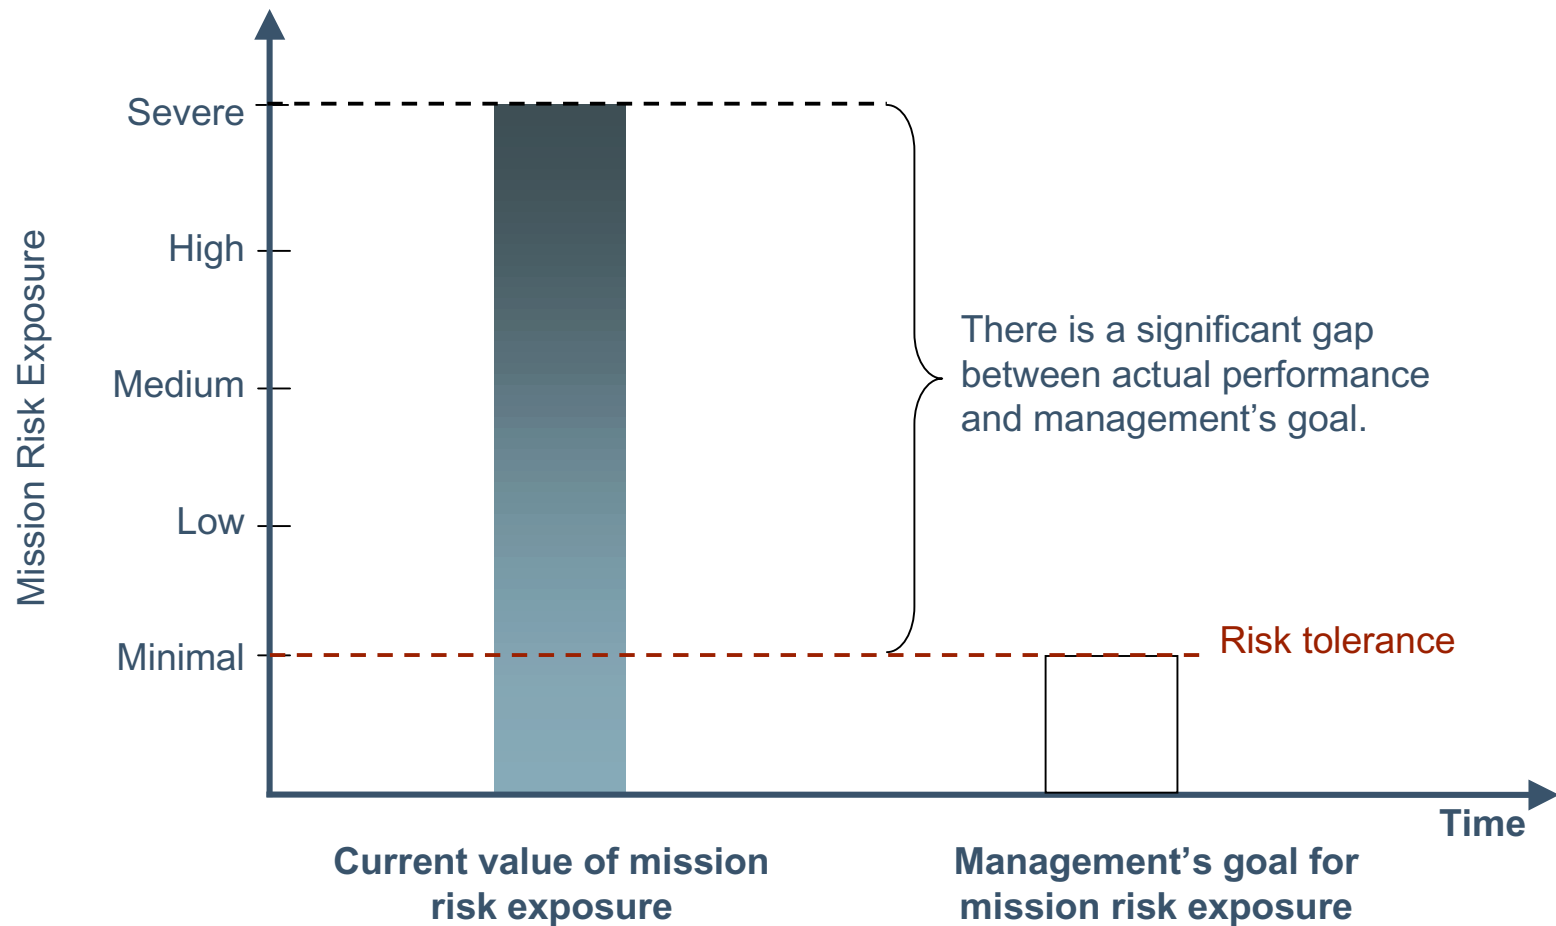 Mission Risk Exposure
Severe
High
Medium
Low
Minimal
There is a significant gap
between actual performance
and management’s goal.
Risk tolerance
Time
Current value of mission
risk exposure
Management’s goal for
mission risk exposure